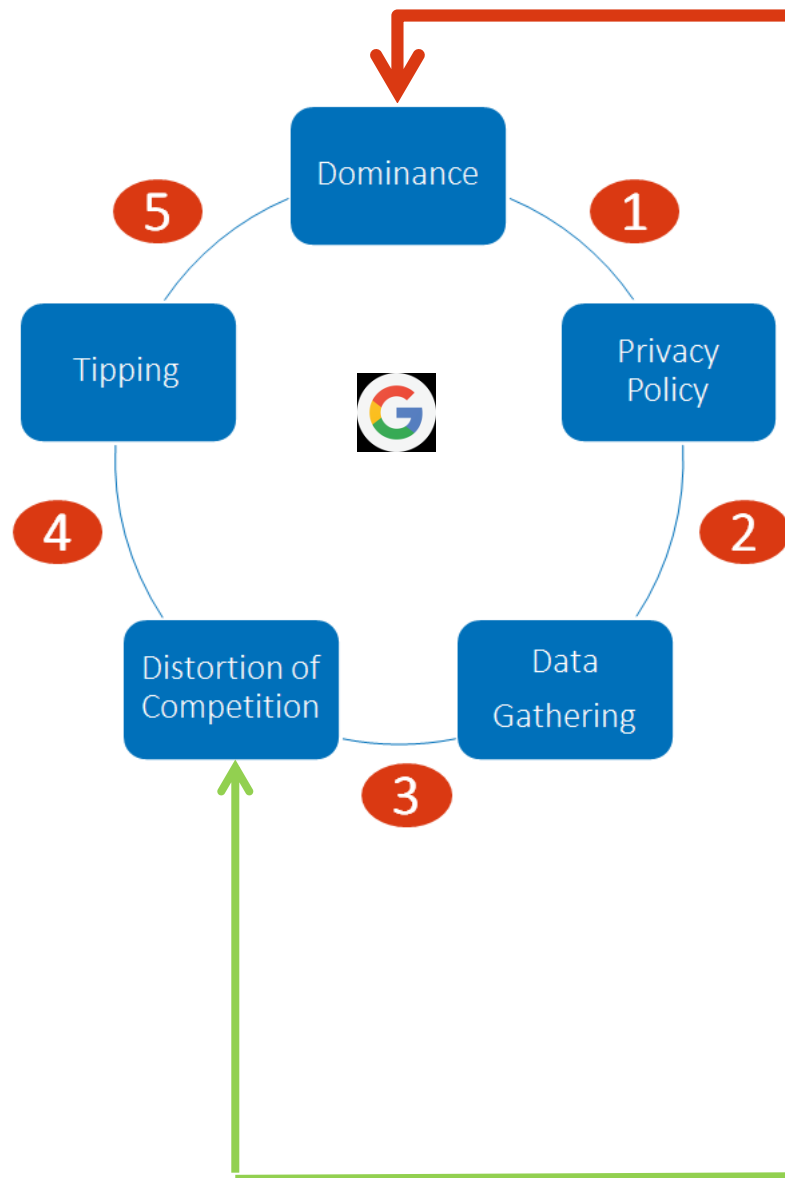 Dominance
5
1
Tipping
Privacy
Policy
4
2
Distortion of
Competition
Data
Gathering
3